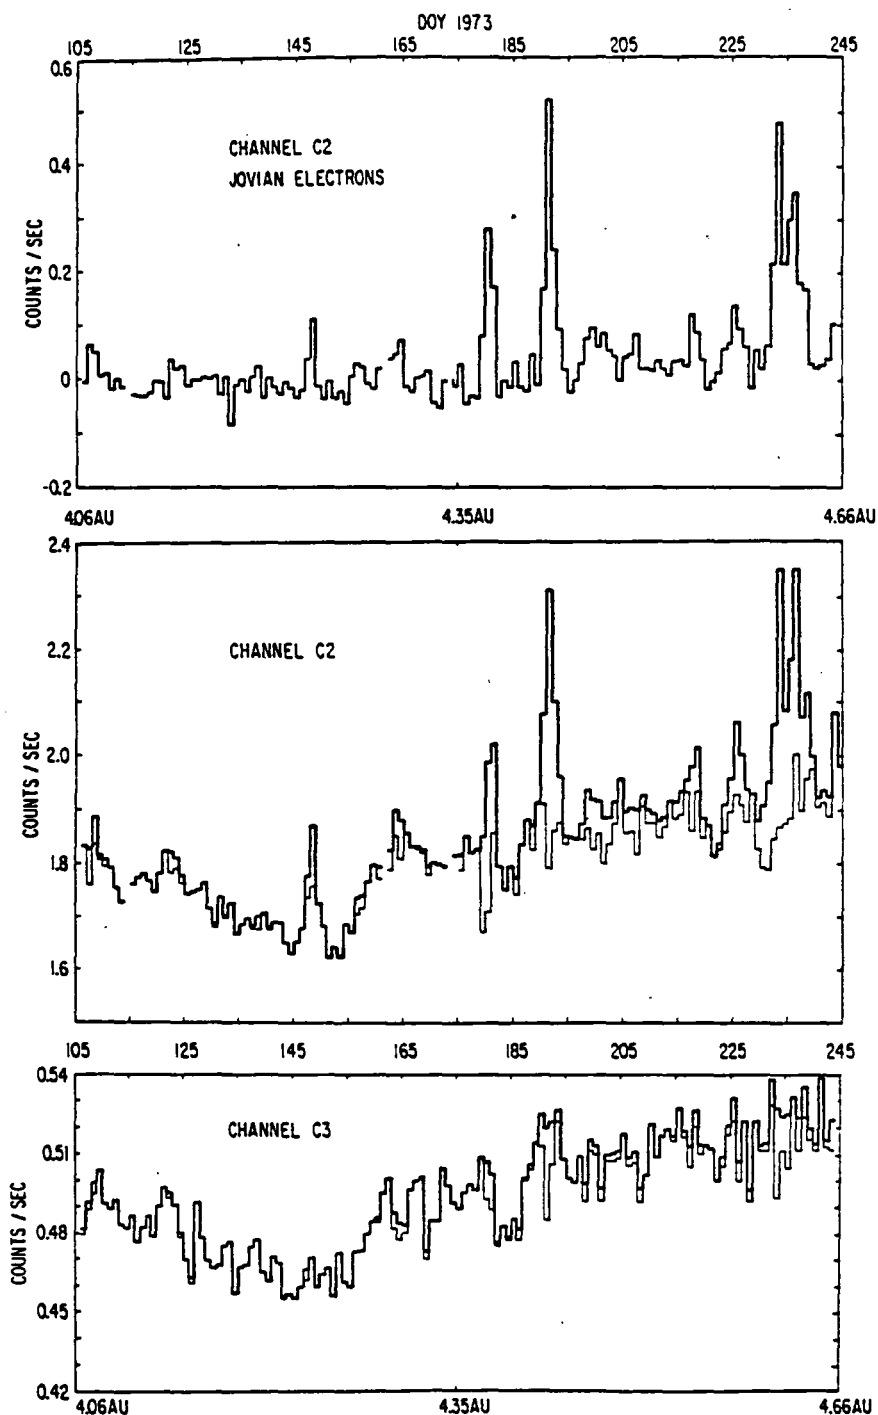 DOY 1973
105 125 145 165 185 205 225 245
0.6
CHANNEL C2
0.4
JOVIAN ELECTRONS
COUNTS / SEC
0.2
0
-0.2
4.06AU 4.35AU 4.66AU
2.4
2.2
CHANNEL C2
COUNTS / SEC
2.0
1.8
1.6
105 125 145 165 185 205 225 245
0.54
CHANNEL C3
0.51
COUNTS / SEC
0.48
0.45
0.42
4.06AU 4.35AU 4.66AU